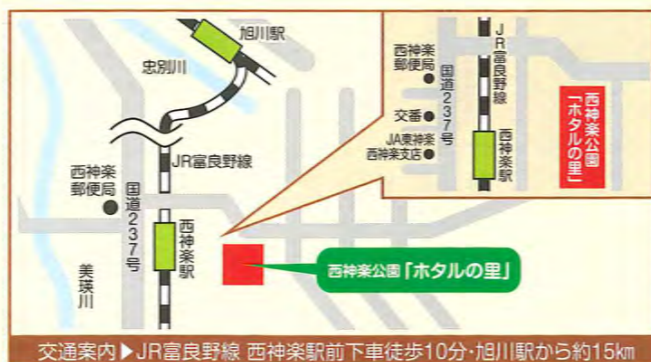 旭川駅
忠別川
JR富良野線
西神楽
郵便局
国道237号
西神楽駅
美瑛川
西神楽公園「ホタルの里」
西神楽
郵便局
国道237号
JR富良野線
交番
JA東神楽
西神楽支店
西神楽駅
西神楽公園
「ホタルの里」
交通案内▶JR富良野線 西神楽駅前下車徒歩10分・旭川駅から約15km